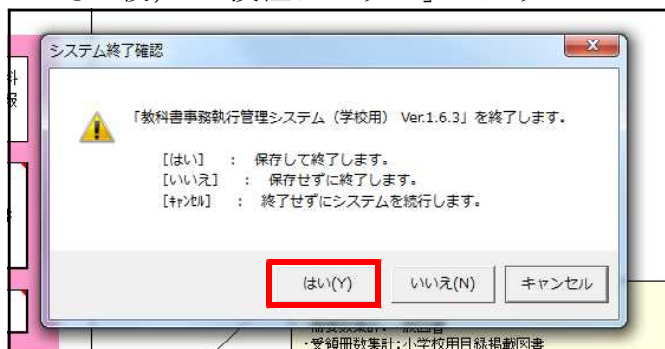 システム終了確認
「教科書事務執行管理システム（学校用） Ver.1.6.3」を終了します。
[はい] ： 保存して終了します。
[いいえ] ： 保存せずに終了します。
[ｷｬﾝｾﾙ] ： 終了せずにシステムを続行します。
はい(Y)
いいえ(N)
キャンセル
・受領冊数集計:小学校用目録掲載図書